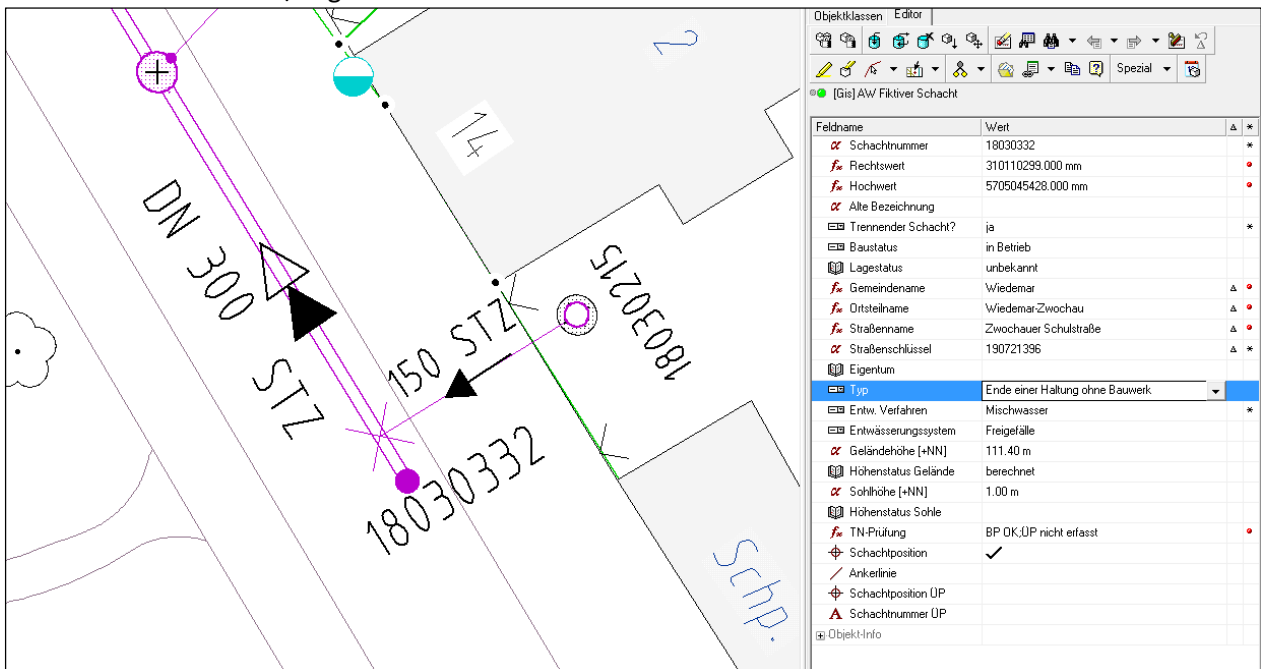 2
14
DN 300
STZ
150 STZ
18030215
18030332
Schp.
Objektklassen Editor
Spezial
[Gis] AW Fiktiver Schacht
Feldname Wert
Schachtnummer 18030332
Rechtswert 310110299.000 mm
Hochwert 5705045428.000 mm
Alte Bezeichnung
Trennender Schacht? ja
Baustatus in Betrieb
Lagestatus unbekannt
Gemeindename Wiedemar
Ortsteilname Wiedemar-Zwochau
Straßenname Zwochauer Schulstraße
Straßenschlüssel 190721396
Eigentum
Typ Ende einer Haltung ohne Bauwerk
Entw. Verfahren Mischwasser
Entwässerungssystem Freigefälle
Geländehöhe [+NN] 111.40 m
Höhenstatus Gelände berechnet
Sohlhöhe [+NN] 1.00 m
Höhenstatus Sohle
TN-Prüfung BP OK;ÜP nicht erfasst
Schachtposition
Ankerlinie
Schachtposition ÜP
Schachtnummer ÜP
Objekt-Info